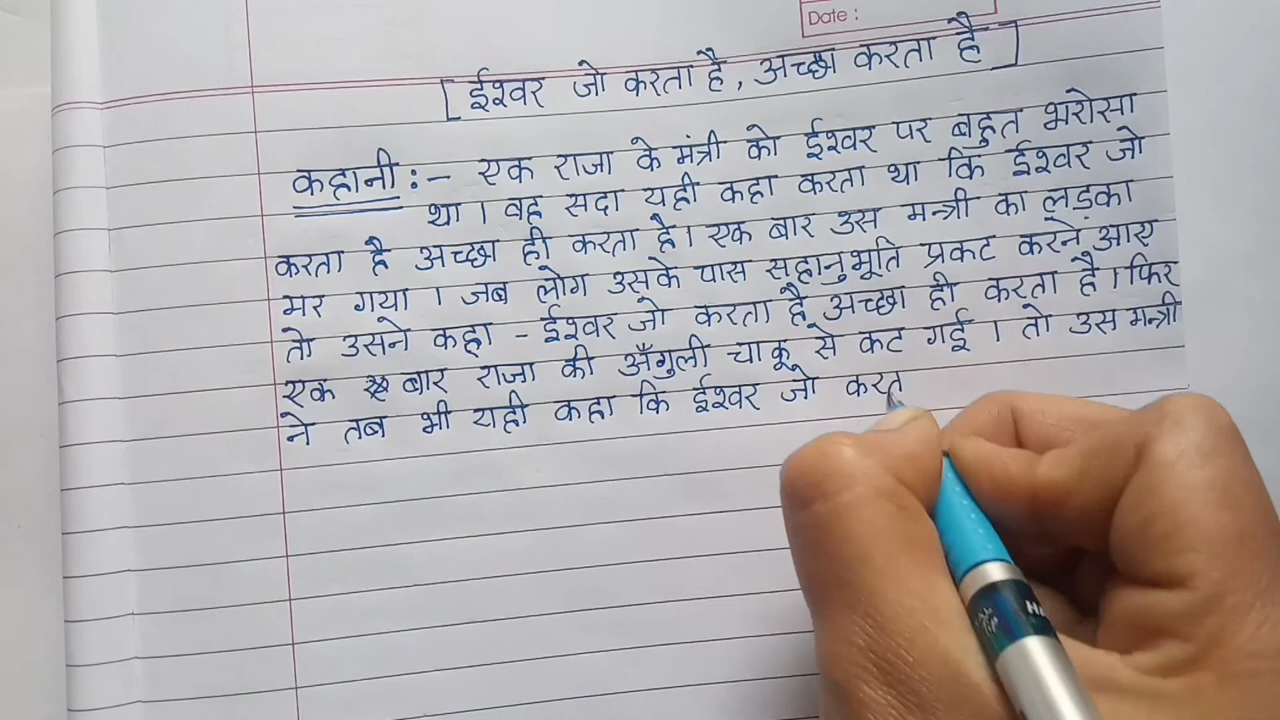 Date :
[ ईश्वर जो करता है, अच्छा करता है ]
कहानी :- एक राजा के मंत्री को ईश्वर पर बहुत भरोसा
था । वह सदा यही कहा करता था कि ईश्वर जो
करता है अच्छा ही करता है। एक बार उस मन्त्री का लड़का
मर गया । जब लोग उसके पास सहानुभूति प्रकट करने आए
तो उसने कहा - ईश्वर जो करता है अच्छा ही करता है । फिर
एक बार राजा की अँगुली चाकू से कट गई । तो उस मन्त्री
ने तब भी यही कहा कि ईश्वर जो करत